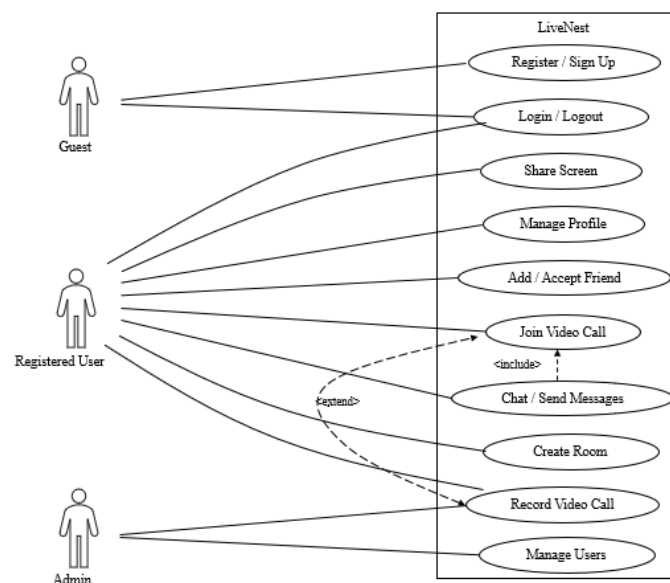 LiveNest
Register / Sign Up
Login / Logout
Guest
Share Screen
Manage Profile
Add / Accept Friend
Registered User
Join Video Call
<include>
Chat / Send Messages
<extend>
Create Room
Record Video Call
Manage Users
Admin